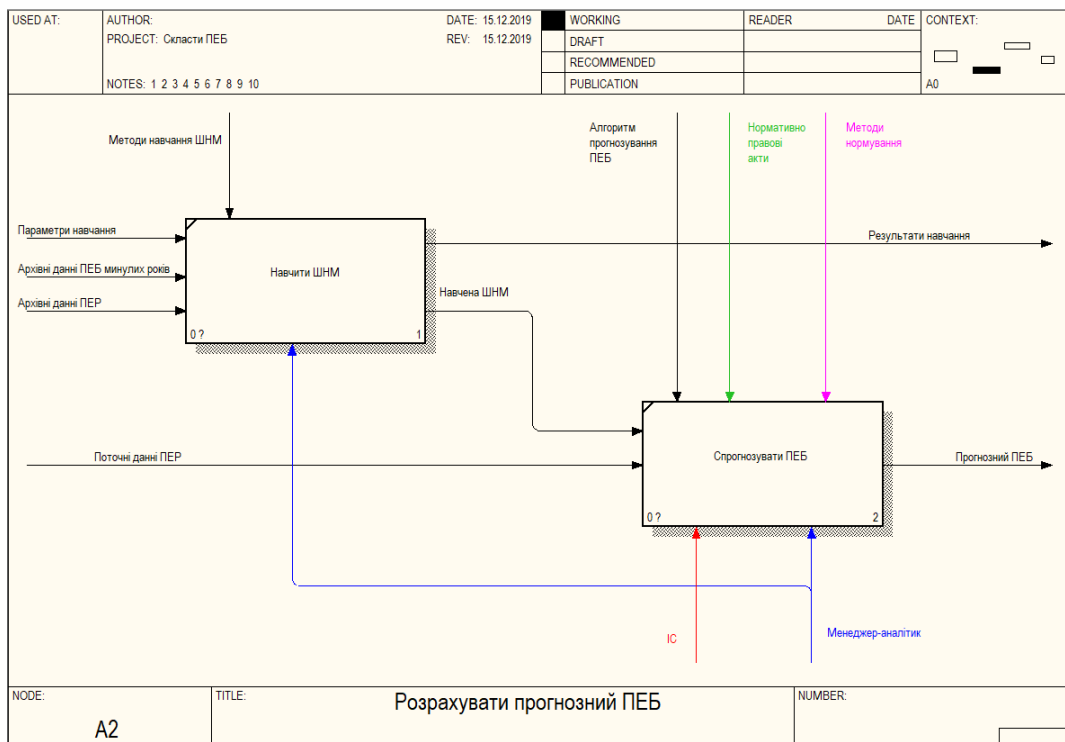 USED AT:
AUTHOR:
DATE: 15.12.2019
PROJECT: Скласти ПЕБ
REV: 15.12.2019
NOTES: 1 2 3 4 5 6 7 8 9 10
WORKING
DRAFT
RECOMMENDED
PUBLICATION
READER
DATE
CONTEXT:
A0
Методи навчання ШНМ
Алгоритм
прогнозування
ПЕБ
Нормативно
правові
акти
Методи
нормування
Параметри навчання
Архівні данні ПЕБ минулих років
Архівні данні ПЕР
Навчити ШНМ
0 ?
1
Результати навчання
Навчена ШНМ
Поточні данні ПЕР
Спрогнозувати ПЕБ
0 ?
2
Прогнозний ПЕБ
ІС
Менеджер-аналітик
NODE:
A2
TITLE:
Розрахувати прогнозний ПЕБ
NUMBER: